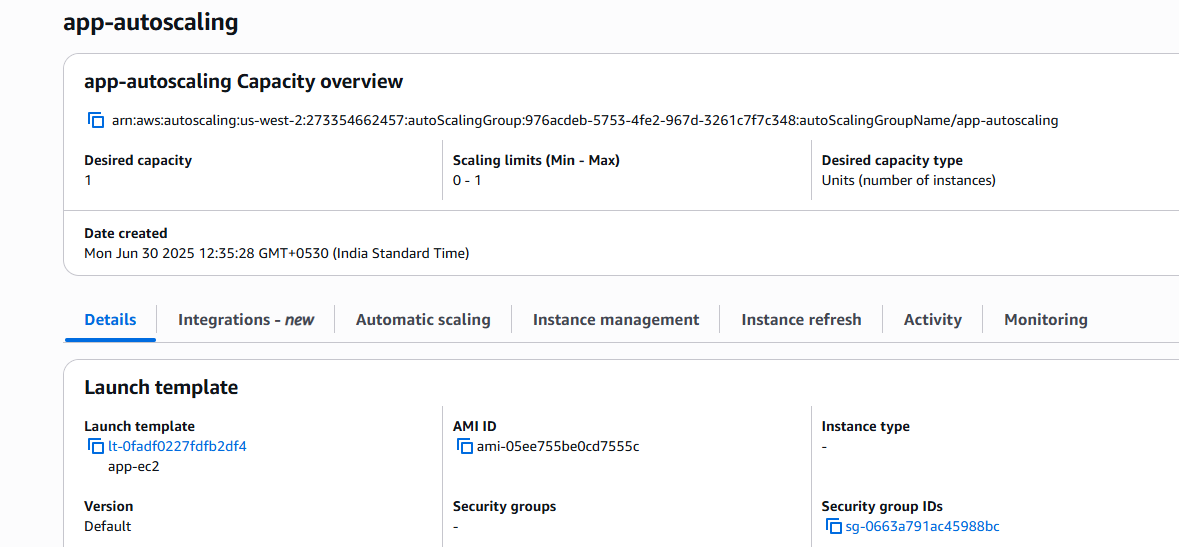 app-autoscaling
app-autoscaling Capacity overview
arn:aws:autoscaling:us-west-2:273354662457:autoScalingGroup:976acdeb-5753-4fe2-967d-3261c7f7c348:autoScalingGroupName/app-autoscaling
Desired capacity
1
Scaling limits (Min - Max)
0 - 1
Desired capacity type
Units (number of instances)
Date created
Mon Jun 30 2025 12:35:28 GMT+0530 (India Standard Time)
Details Integrations - new Automatic scaling Instance management Instance refresh Activity Monitoring
Launch template
Launch template
lt-0fadf0227fdfb2df4
app-ec2
AMI ID
ami-05ee755be0cd7555c
Instance type
-
Version
Default
Security groups
-
Security group IDs
sg-0663a791ac45988bc